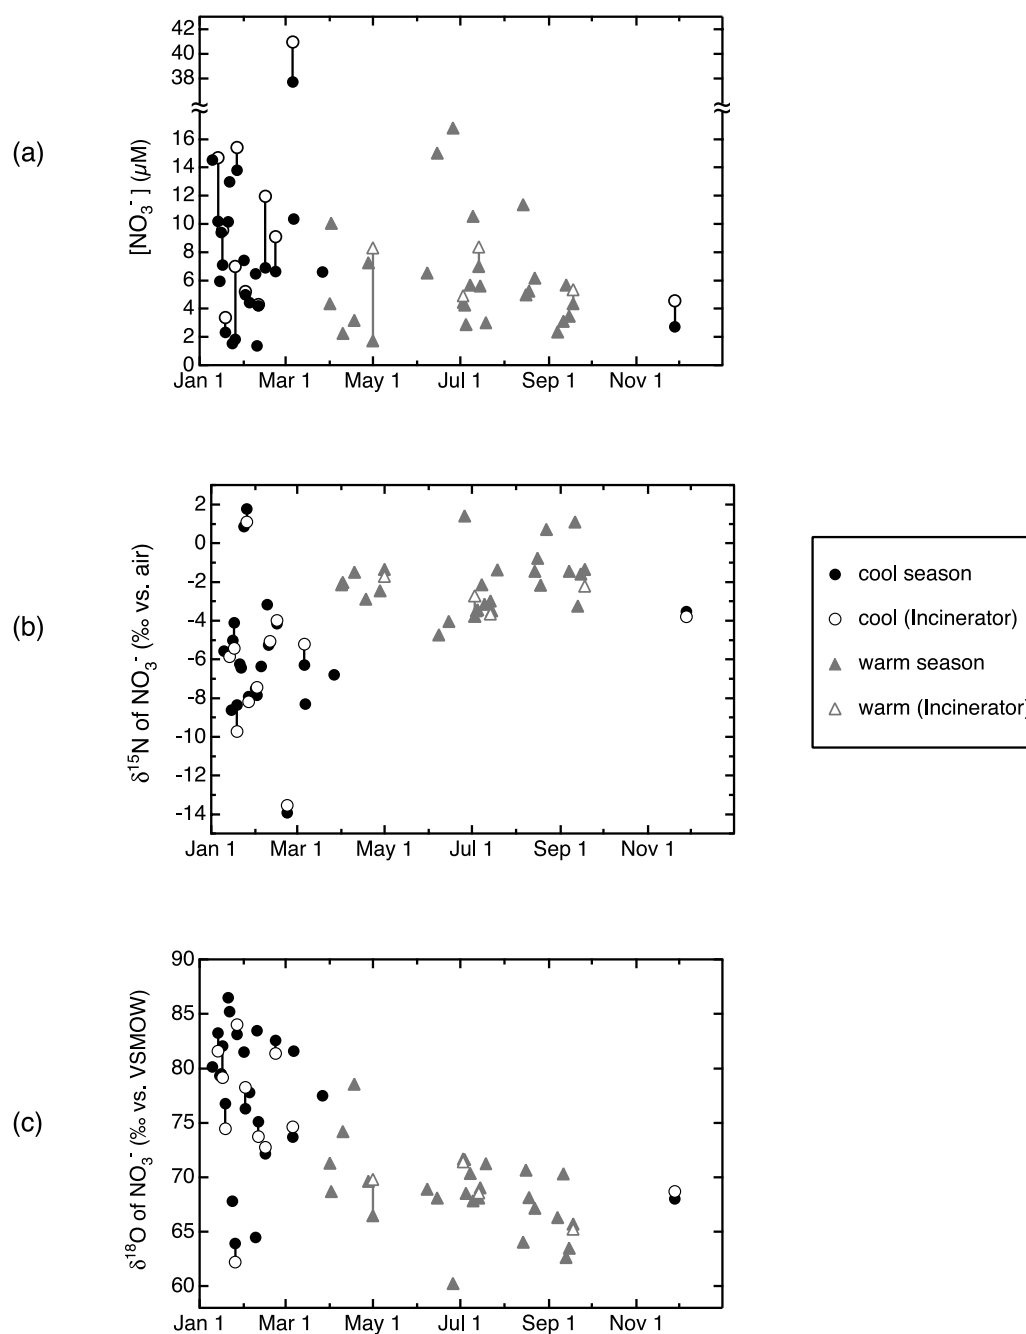 (a)
[NO₃⁻] (µM)
42
40
38
16
14
12
10
8
6
4
2
0
Jan 1 Mar 1 May 1 Jul 1 Sep 1 Nov 1
(b)
δ¹⁵N of NO₃⁻ (‰ vs. air)
2
0
-2
-4
-6
-8
-10
-12
-14
Jan 1 Mar 1 May 1 Jul 1 Sep 1 Nov 1
cool season
cool (Incinerator)
warm season
warm (Incinerator)
(c)
δ¹⁸O of NO₃⁻ (‰ vs. VSMOW)
90
85
80
75
70
65
60
Jan 1 Mar 1 May 1 Jul 1 Sep 1 Nov 1